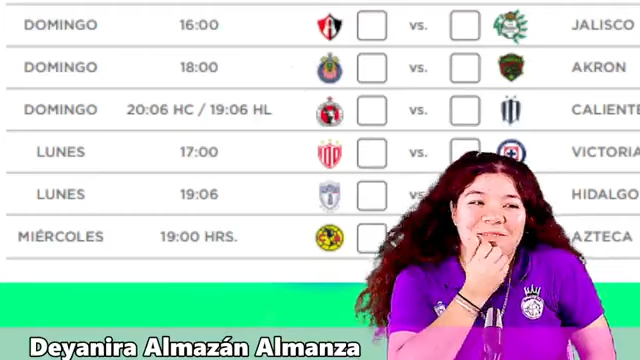 DOMINGO 16:00 vs. JALISCO
DOMINGO 18:00 vs. AKRON
DOMINGO 20:06 HC / 19:06 HL vs. CALIENTE
LUNES 17:00 vs. VICTORIA
LUNES 19:06 HIDALGO
MIÉRCOLES 19:00 HRS. AZTECA
Deyanira Almazán Almanza